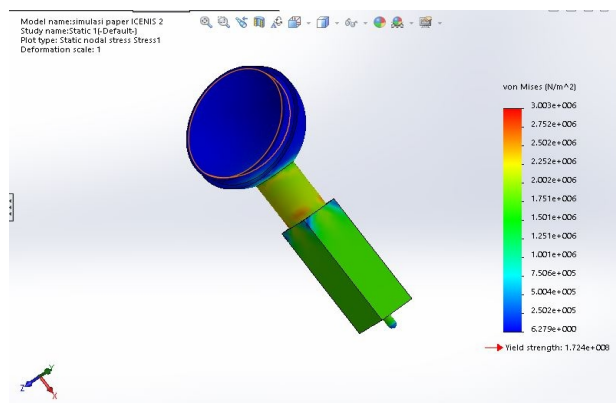 Model name:simulasi paper ICENIS 2
Study name:Static 1(-Default-)
Plot type: Static nodal stress Stress1
Deformation scale: 1
von Mises (N/m^2)
3.003e+006
2.752e+006
2.502e+006
2.252e+006
2.002e+006
1.751e+006
1.501e+006
1.251e+006
1.001e+006
7.506e+005
5.004e+005
2.502e+005
6.279e+000
Yield strength: 1.724e+008
Y
Z
X